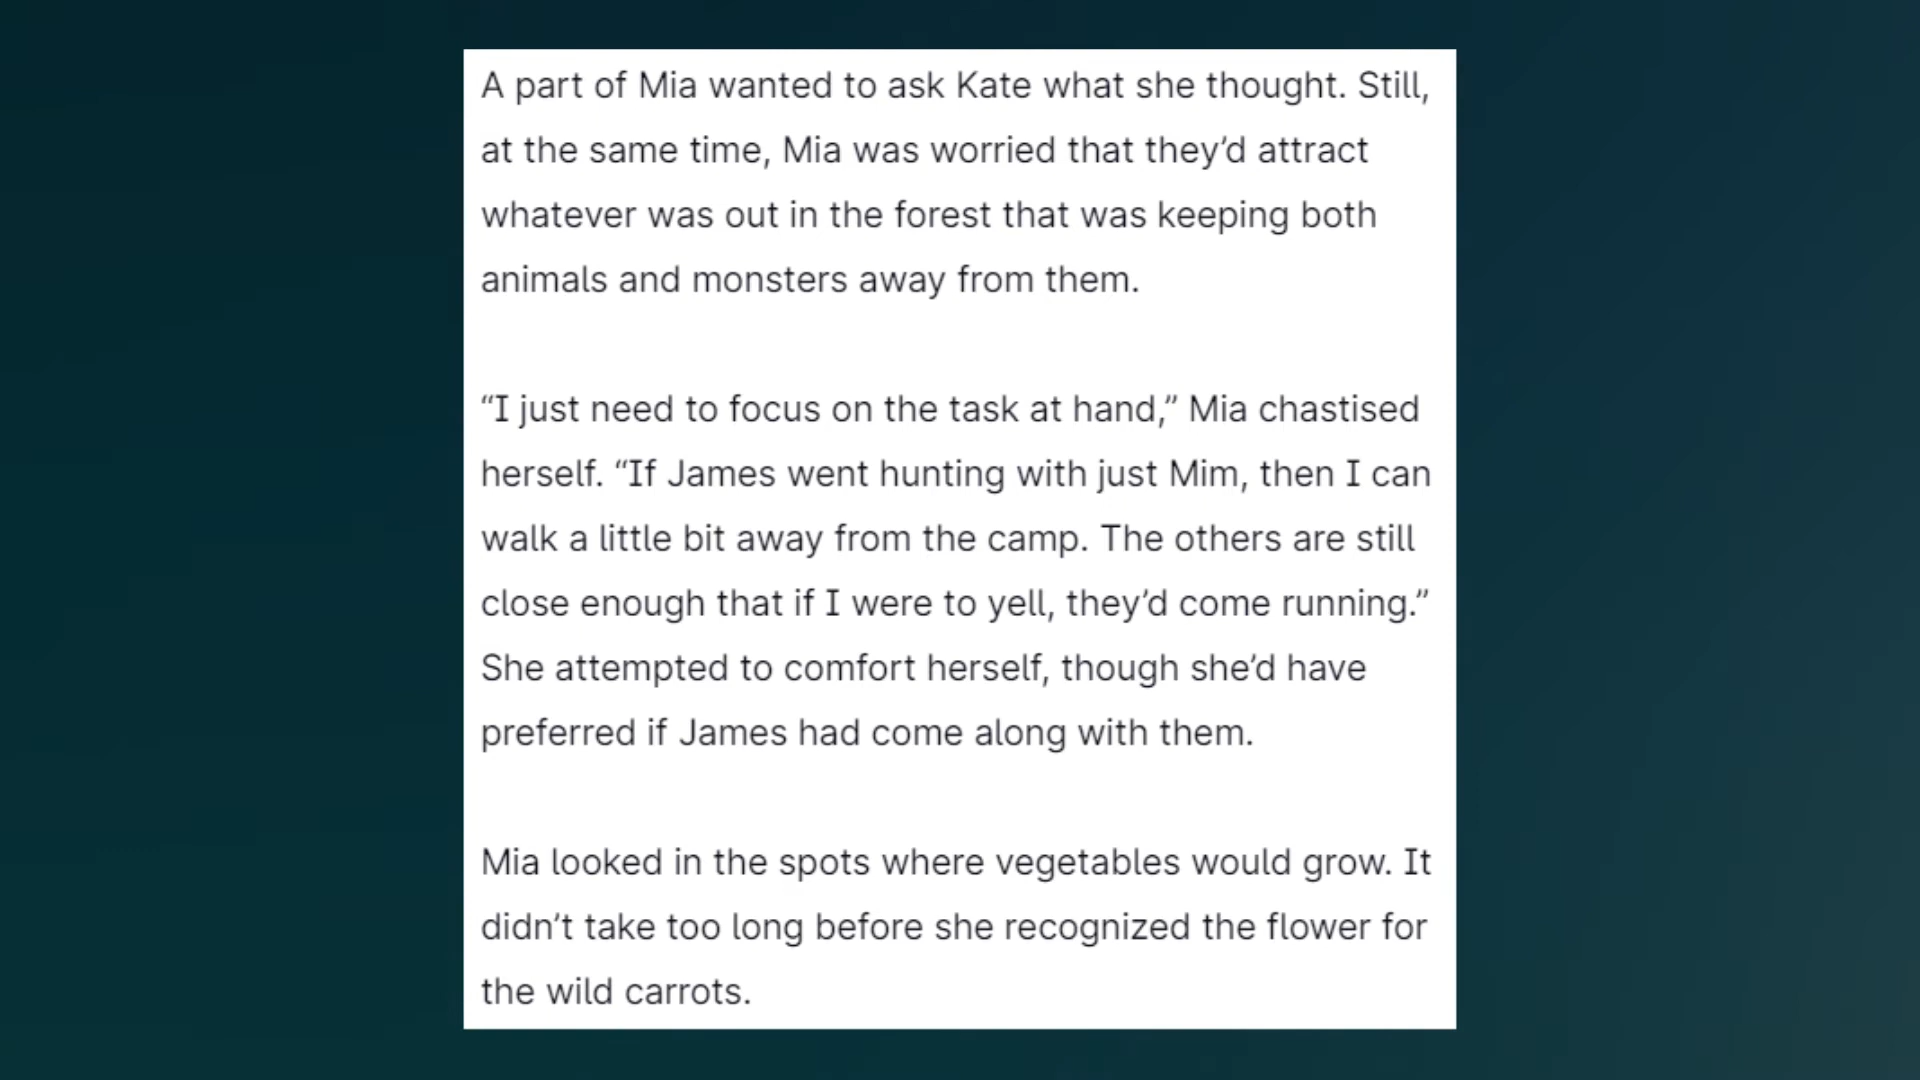 A part of Mia wanted to ask Kate what she thought. Still,
at the same time, Mia was worried that they’d attract
whatever was out in the forest that was keeping both
animals and monsters away from them.
“I just need to focus on the task at hand,” Mia chastised
herself. “If James went hunting with just Mim, then I can
walk a little bit away from the camp. The others are still
close enough that if I were to yell, they’d come running.”
She attempted to comfort herself, though she’d have
preferred if James had come along with them.
Mia looked in the spots where vegetables would grow. It
didn’t take too long before she recognized the flower for
the wild carrots.